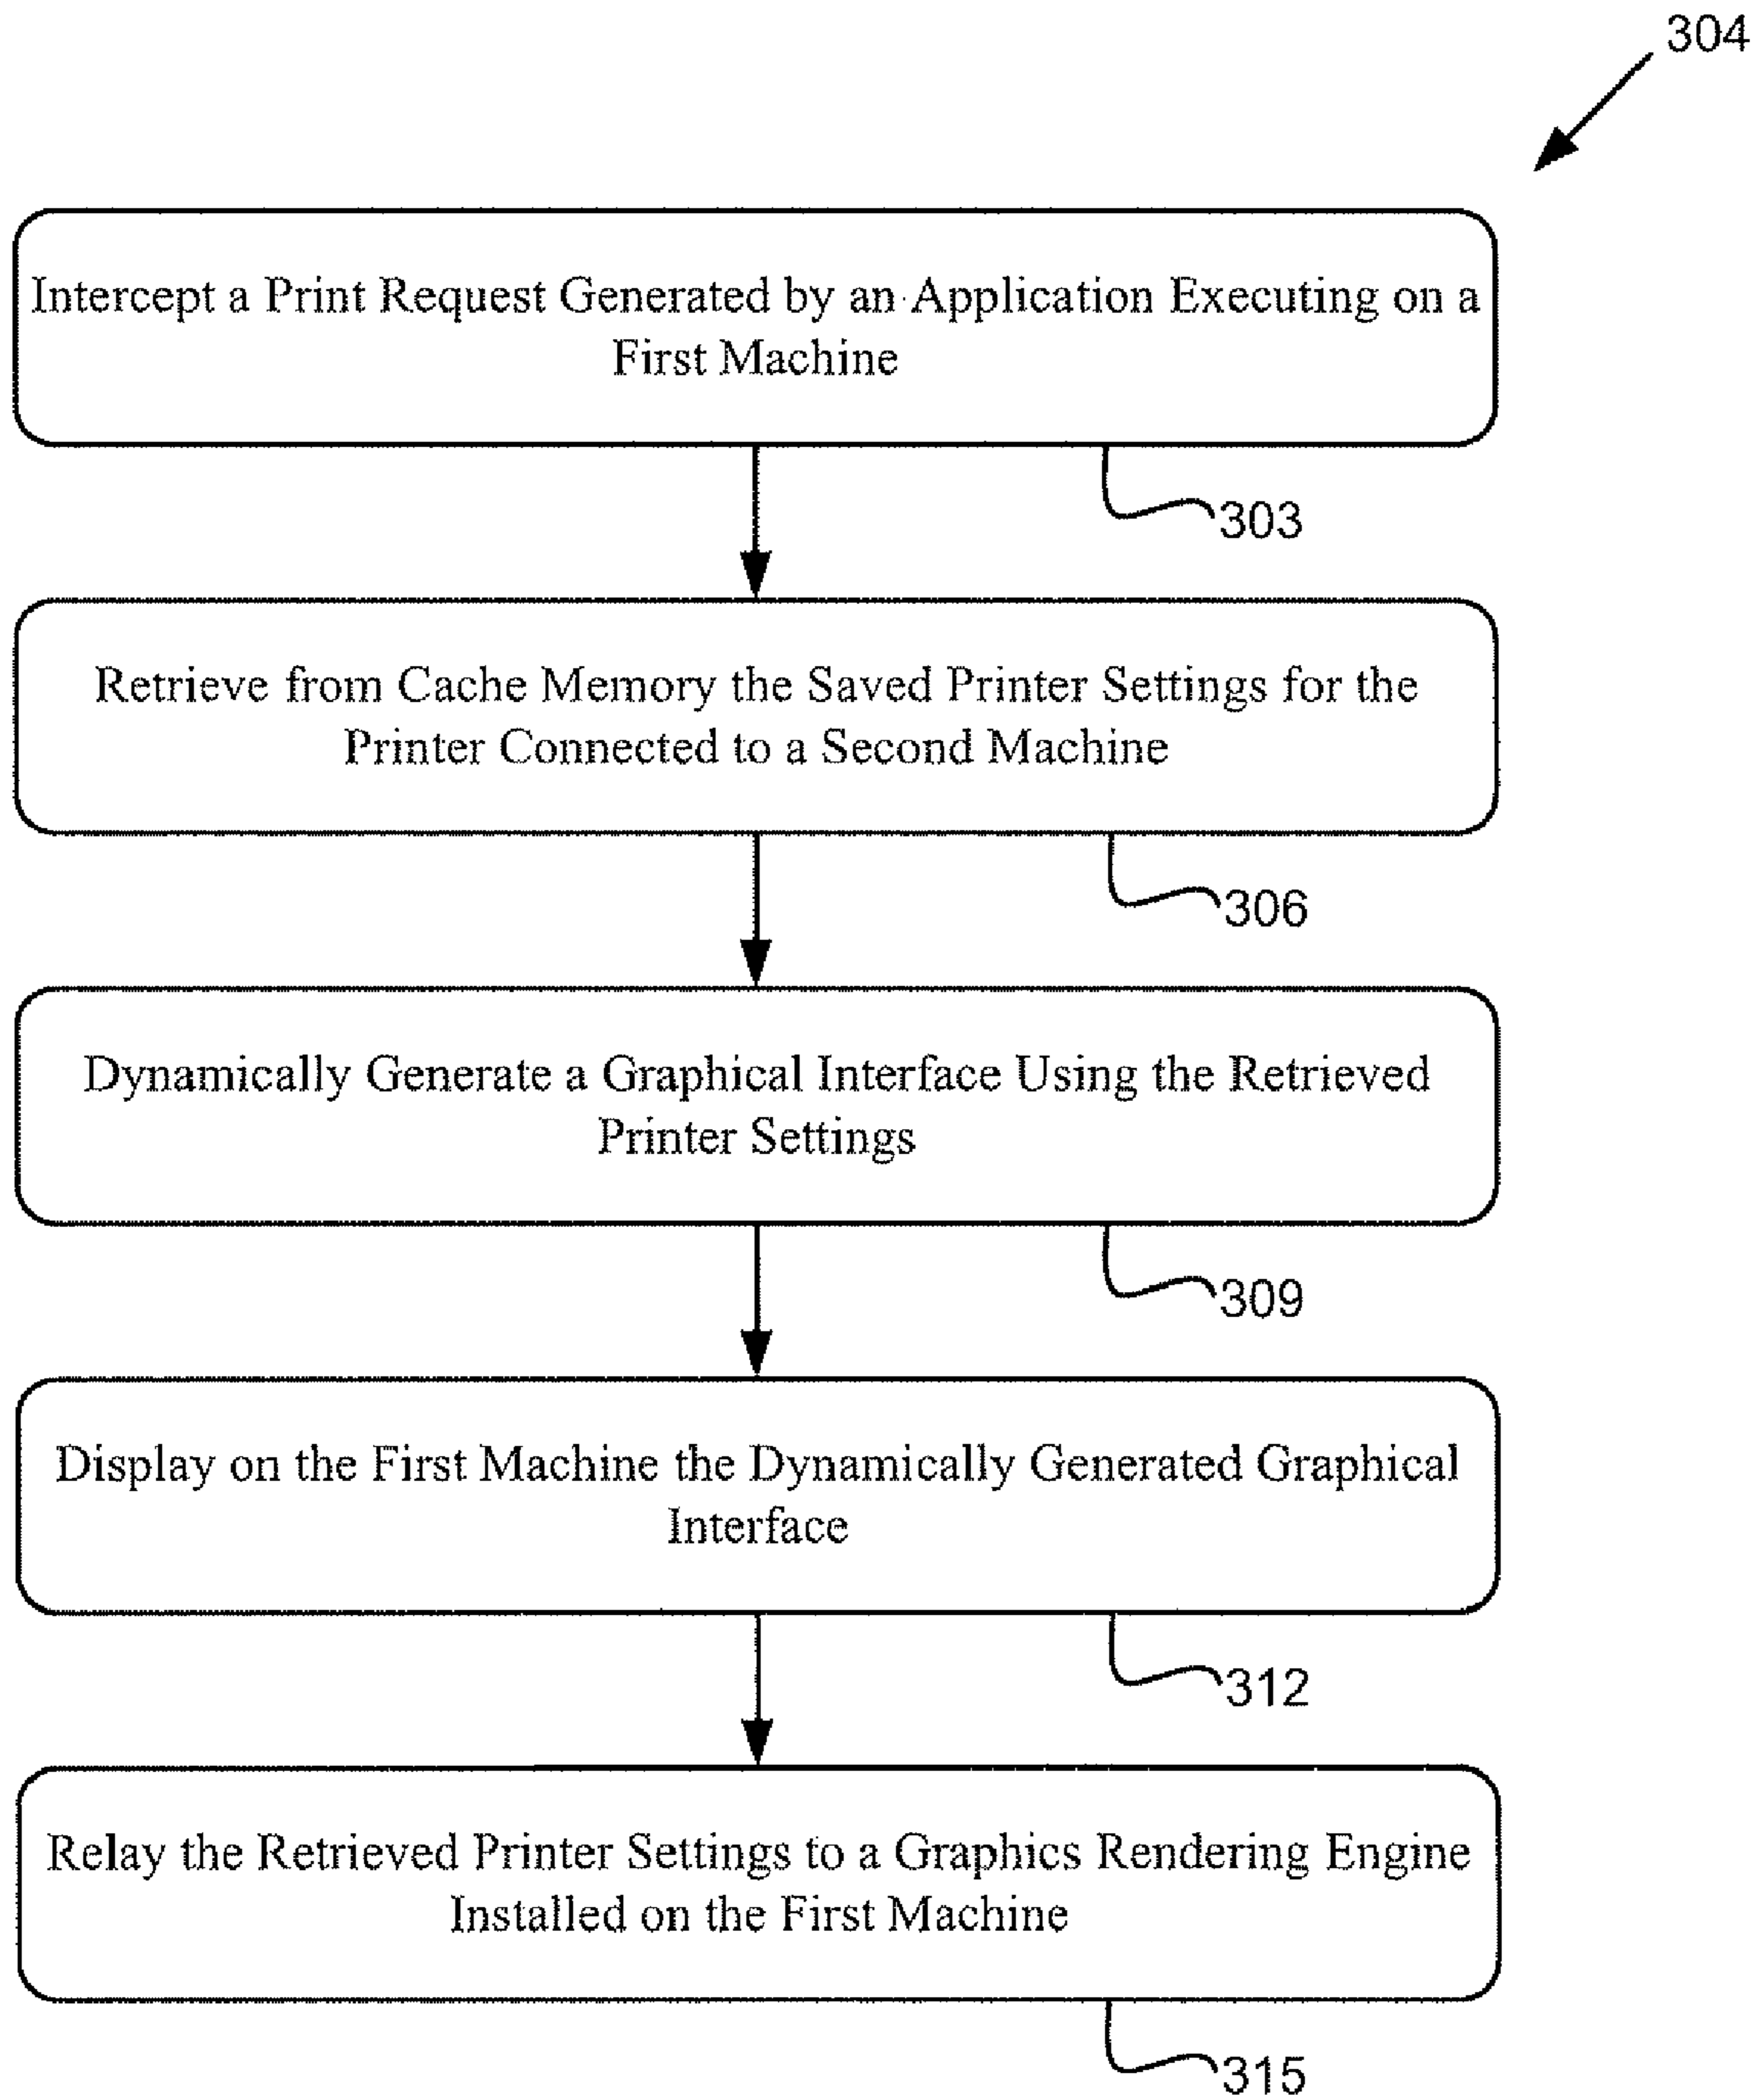 304
Intercept a Print Request Generated by an Application Executing on a
First Machine
303
Retrieve from Cache Memory the Saved Printer Settings for the
Printer Connected to a Second Machine
306
Dynamically Generate a Graphical Interface Using the Retrieved
Printer Settings
309
Display on the First Machine the Dynamically Generated Graphical
Interface
312
Relay the Retrieved Printer Settings to a Graphics Rendering Engine
Installed on the First Machine
315